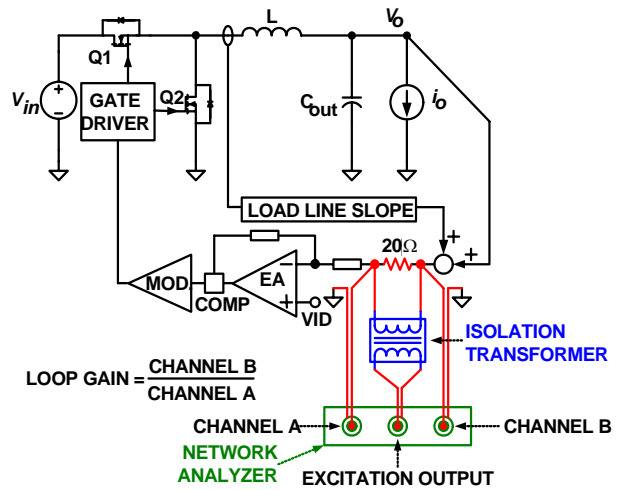 L
Vo
Q1
Vin
GATE
DRIVER
Q2
Cout
io
LOAD LINE SLOPE
+
+
20Ω
MOD.
COMP
EA
−
+
VID
ISOLATION
TRANSFORMER
LOOP GAIN = CHANNEL B
CHANNEL A
CHANNEL A
CHANNEL B
NETWORK
ANALYZER
EXCITATION OUTPUT